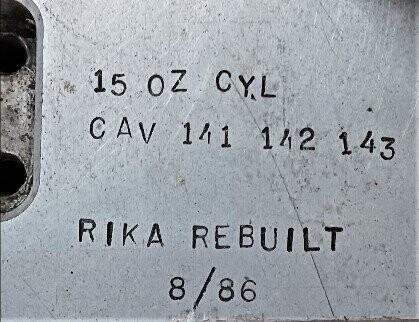 15 OZ CYL
CAV 141 142 143
RIKA REBUILT
8/86